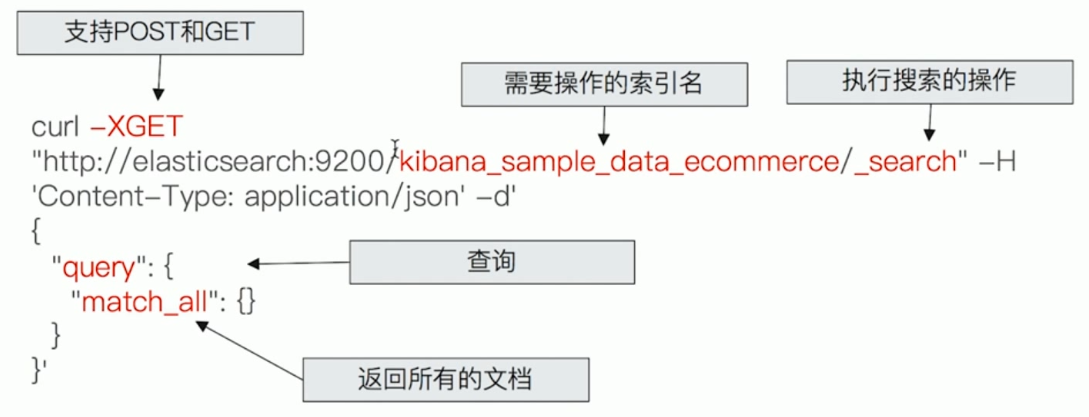 支持POST和GET
需要操作的索引名
执行搜索的操作
curl -XGET
"http://elasticsearch:9200/kibana_sample_data_ecommerce/_search" -H
'Content-Type: application/json' -d'
{
"query": {
查询
"match_all": {}
}
}'
返回所有的文档